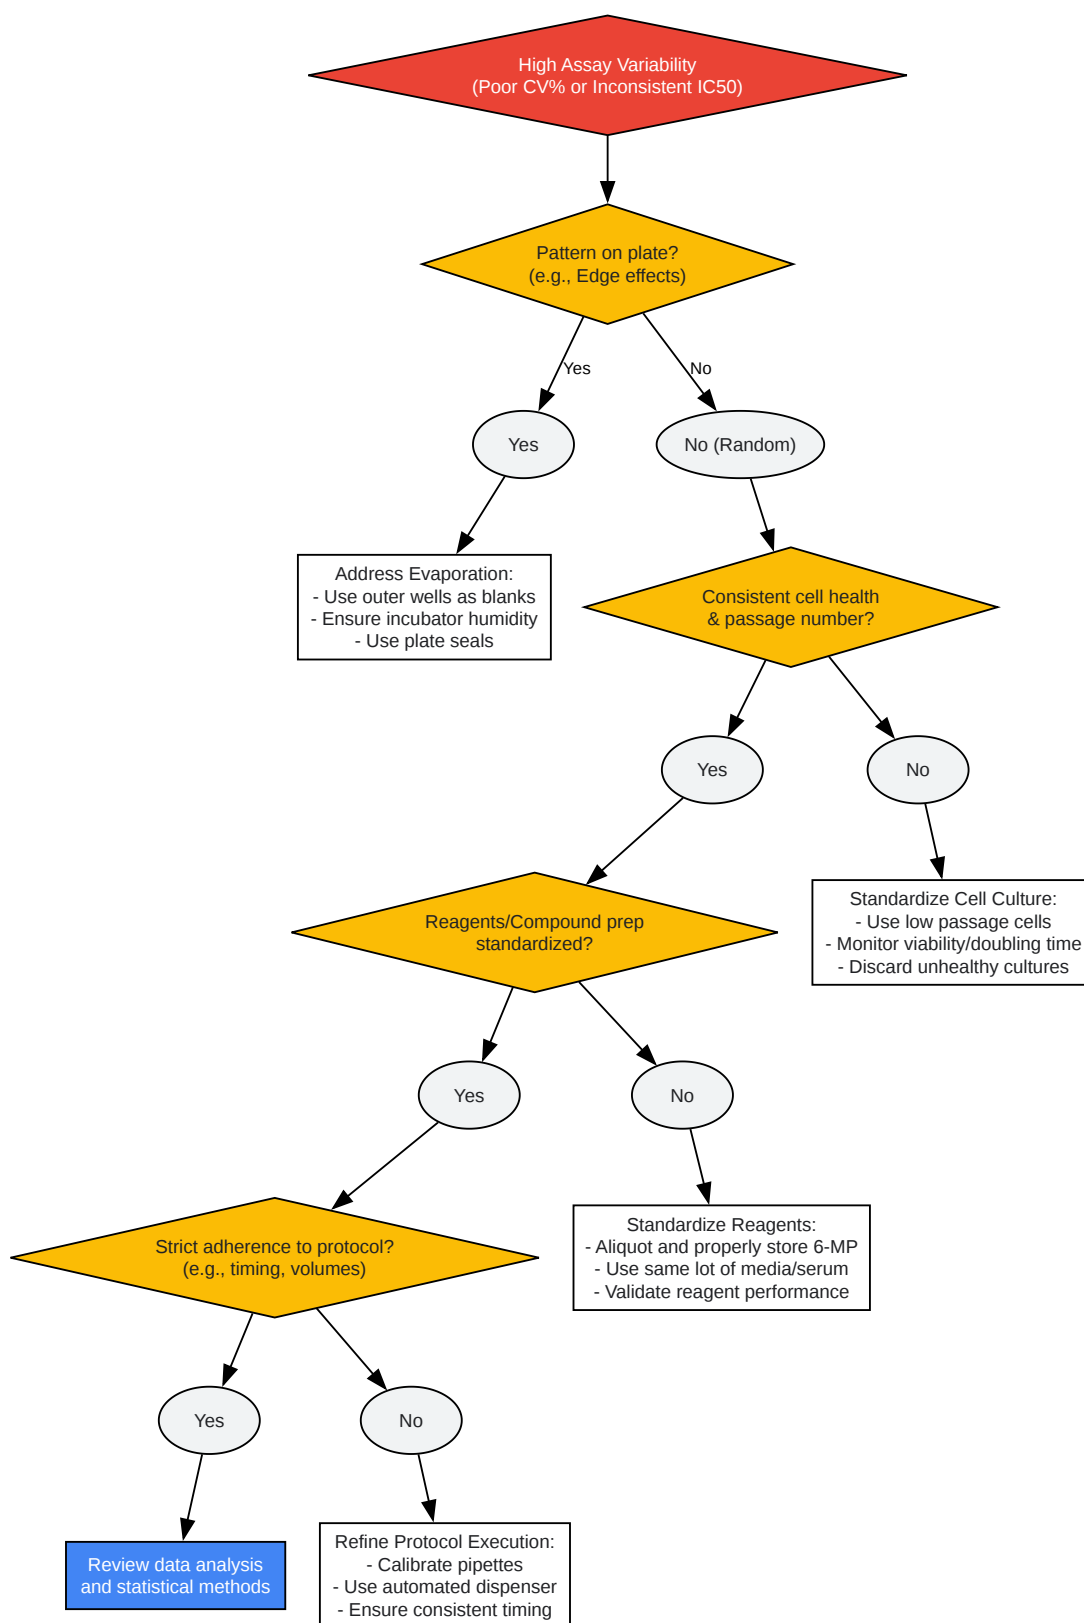 High Assay Variability
(Poor CV% or Inconsistent IC50)
Pattern on plate?
(e.g., Edge effects)
Yes
No
Yes
No (Random)
Address Evaporation:
- Use outer wells as blanks
- Ensure incubator humidity
- Use plate seals
Consistent cell health
& passage number?
Yes
No
Standardize Cell Culture:
- Use low passage cells
- Monitor viability/doubling time
- Discard unhealthy cultures
Reagents/Compound prep
standardized?
Yes
No
Standardize Reagents:
- Aliquot and properly store 6-MP
- Use same lot of media/serum
- Validate reagent performance
Strict adherence to protocol?
(e.g., timing, volumes)
Yes
No
Review data analysis
and statistical methods
Refine Protocol Execution:
- Calibrate pipettes
- Use automated dispenser
- Ensure consistent timing